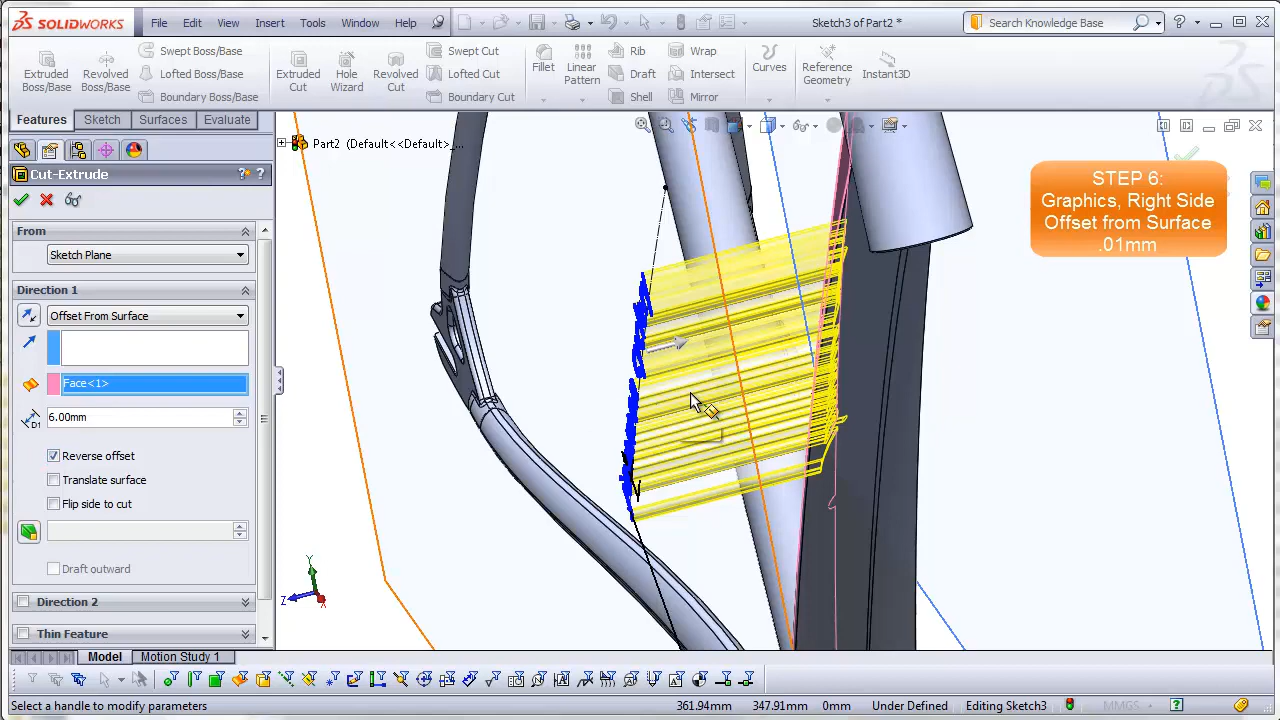 SOLIDWORKS
File Edit View Insert Tools Window Help
Sketch3 of Part2 *
Search Knowledge Base
?
Extruded Boss/Base
Revolved Boss/Base
Swept Boss/Base
Lofted Boss/Base
Boundary Boss/Base
Extruded Cut
Hole Wizard
Revolved Cut
Swept Cut
Lofted Cut
Boundary Cut
Fillet
Linear Pattern
Rib
Draft
Shell
Wrap
Intersect
Mirror
Curves
Reference Geometry
Instant3D
Features Sketch Surfaces Evaluate
Part2 (Default<<Default>_...
Cut-Extrude
? ?
From
Sketch Plane
Direction 1
Offset From Surface
Face<1>
D1
6.00mm
Reverse offset
Translate surface
Flip side to cut
Draft outward
Direction 2
Thin Feature
STEP 6:
Graphics, Right Side
Offset from Surface
.01mm
Y
Z
X
Model Motion Study 1
Select a handle to modify parameters
361.94mm 347.91mm 0mm Under Defined Editing Sketch3 MMGS ?